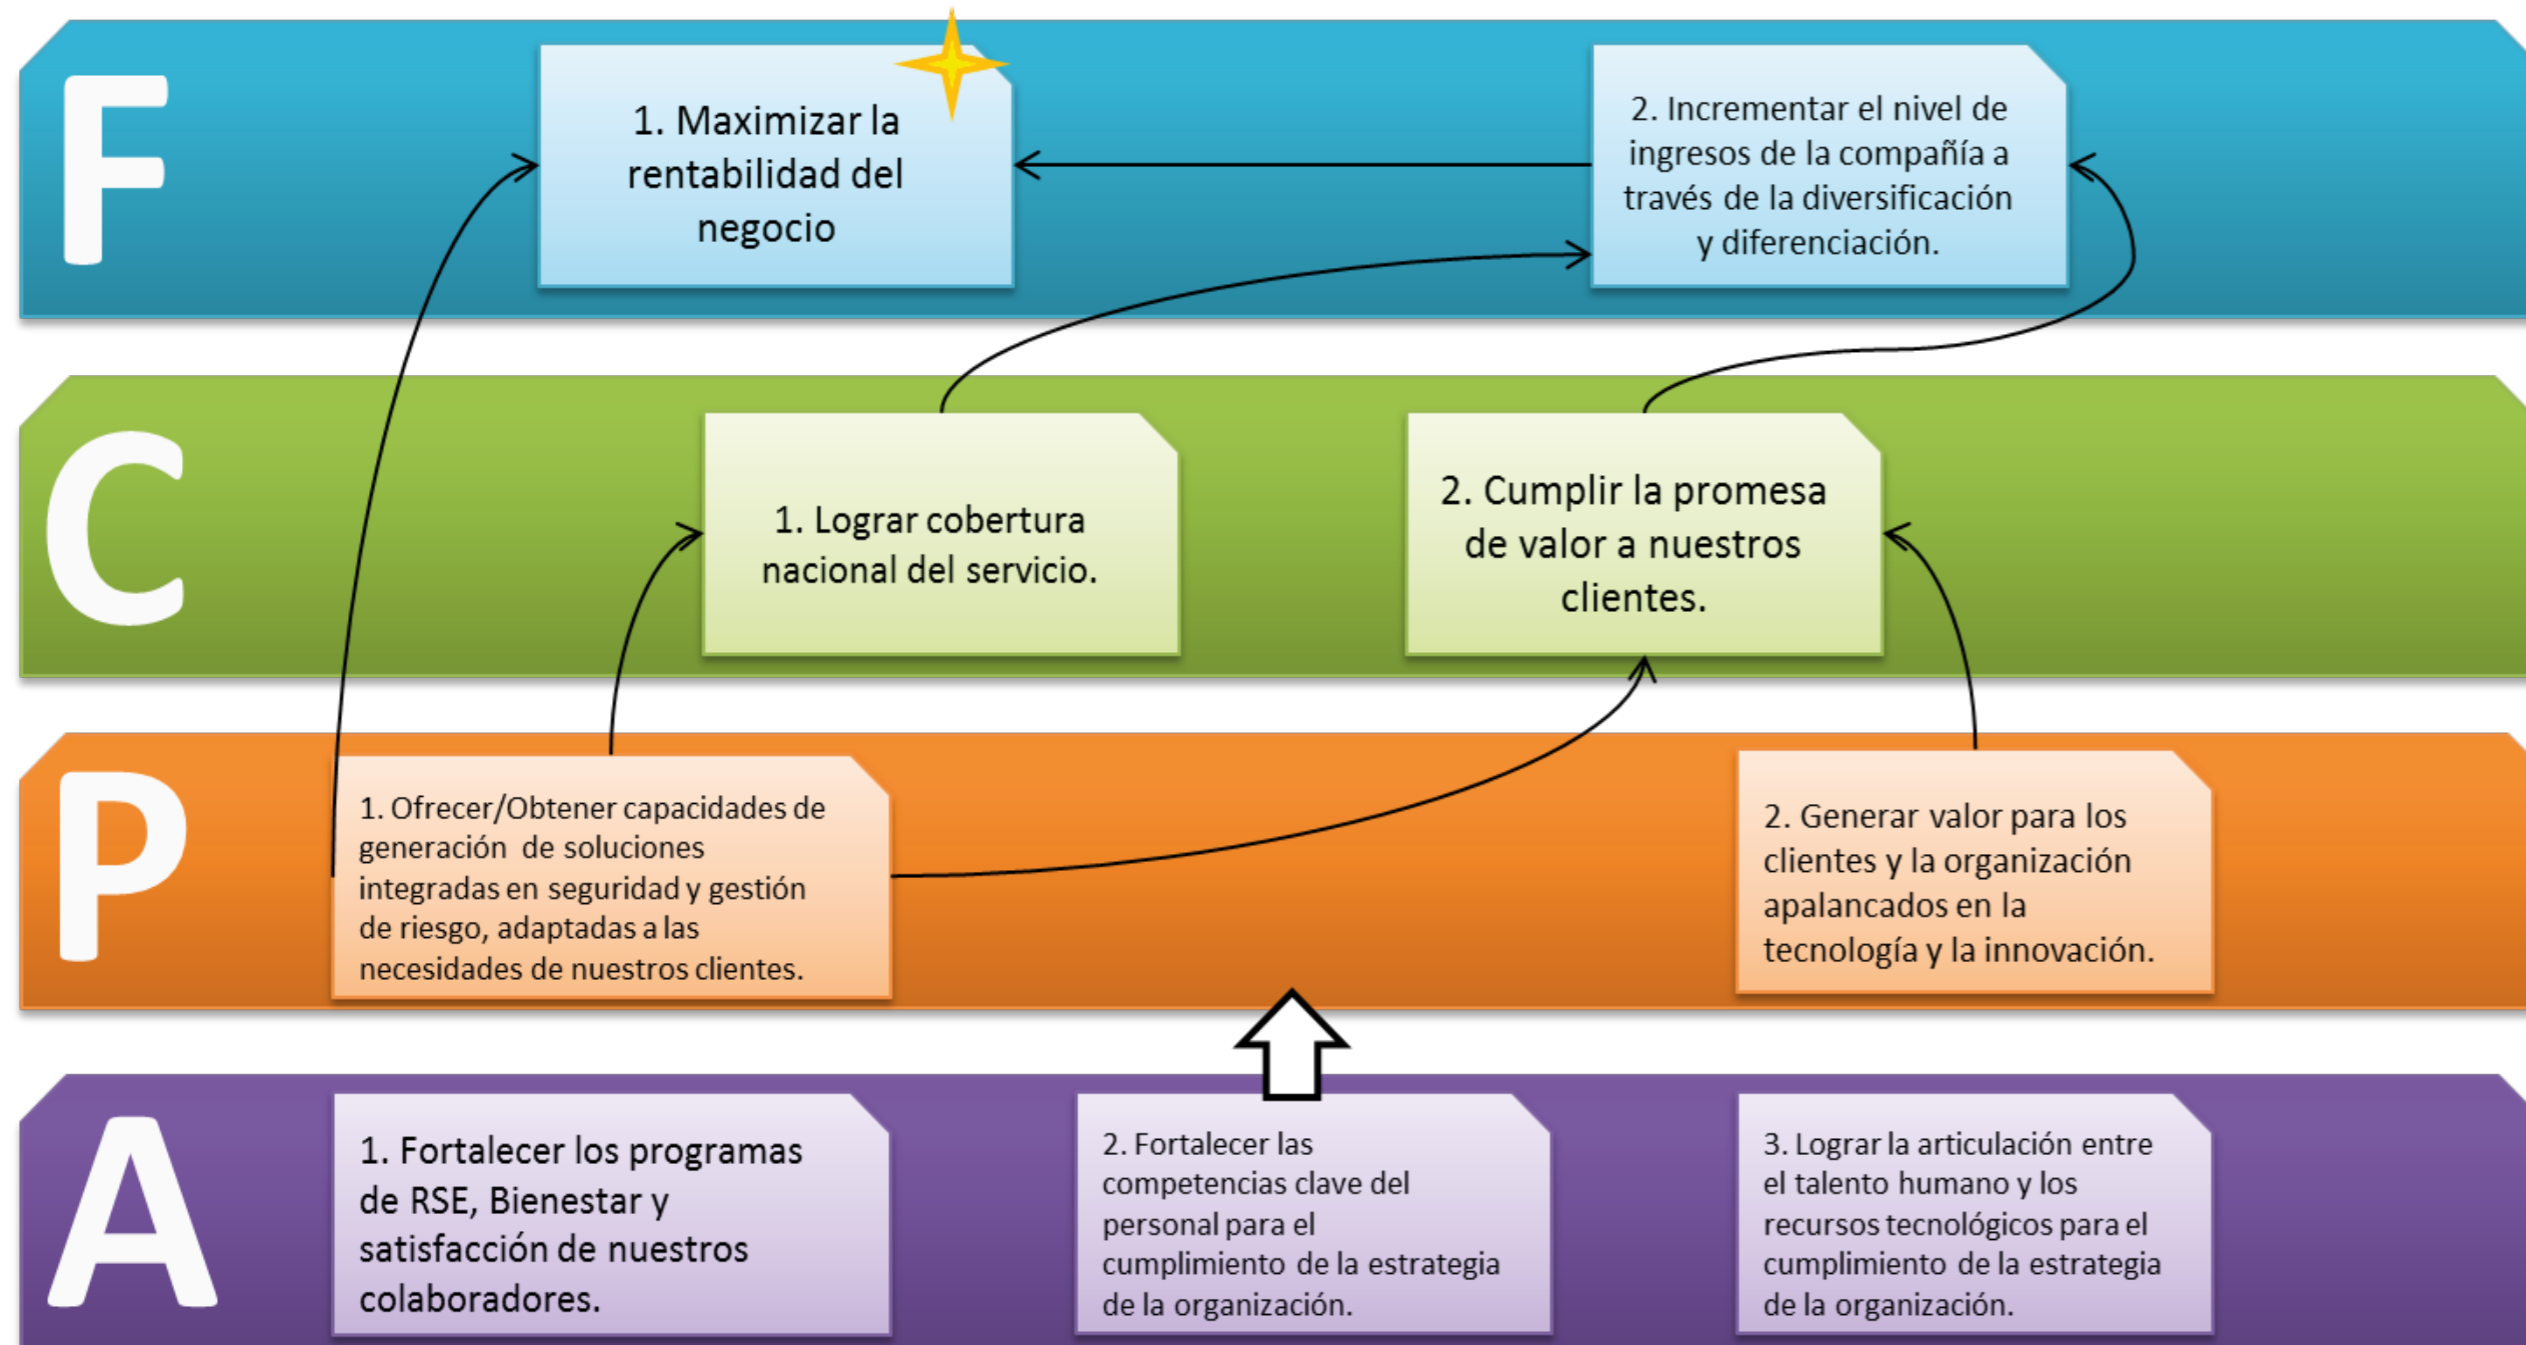 F
1. Maximizar la
rentabilidad del
negocio
2. Incrementar el nivel de
ingresos de la compañía a
través de la diversificación
y diferenciación.
C
1. Lograr cobertura
nacional del servicio.
2. Cumplir la promesa
de valor a nuestros
clientes.
P
1. Ofrecer/Obtener capacidades de
generación de soluciones
integradas en seguridad y gestión
de riesgo, adaptadas a las
necesidades de nuestros clientes.
2. Generar valor para los
clientes y la organización
apalancados en la
tecnología y la innovación.
A
1. Fortalecer los programas
de RSE, Bienestar y
satisfacción de nuestros
colaboradores.
2. Fortalecer las
competencias clave del
personal para el
cumplimiento de la estrategia
de la organización.
3. Lograr la articulación entre
el talento humano y los
recursos tecnológicos para el
cumplimiento de la estrategia
de la organización.